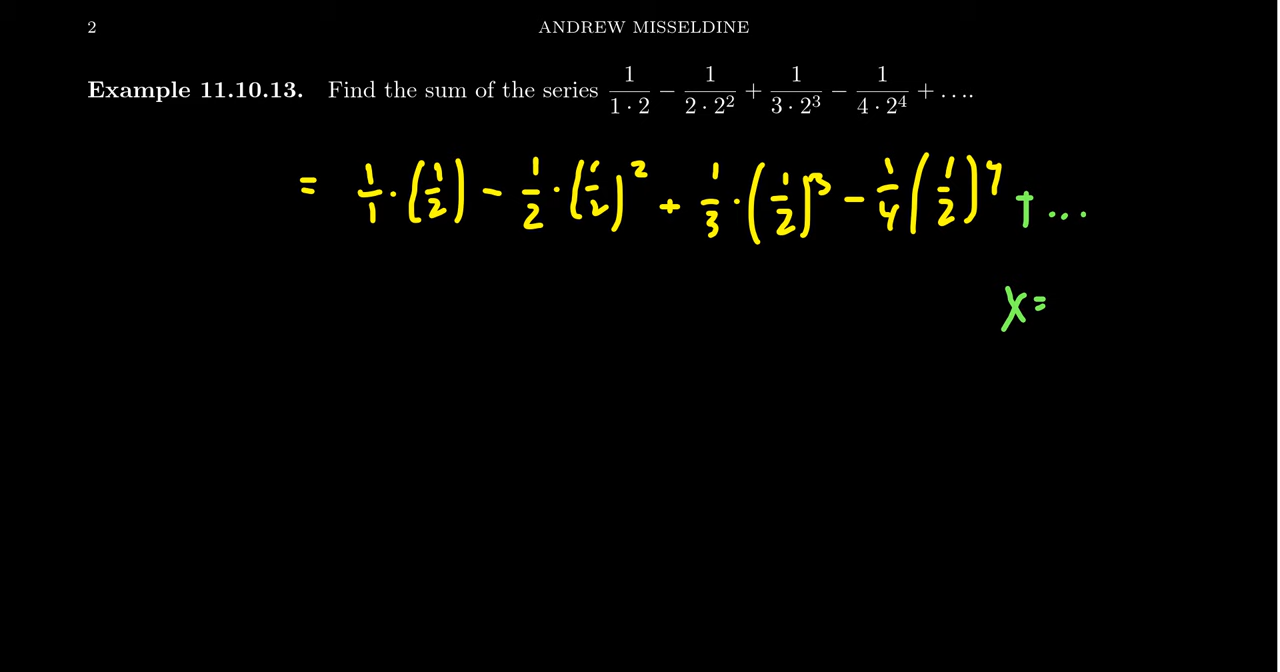 2 ANDREW MISSELDINE
Example 11.10.13. Find the sum of the series 1/(1 · 2) − 1/(2 · 2²) + 1/(3 · 2³) − 1/(4 · 2⁴) + ....
= 1/1 · (1/2) − 1/2 · (1/2)² + 1/3 · (1/2)³ − 1/4 (1/2)⁴ + ...
x =